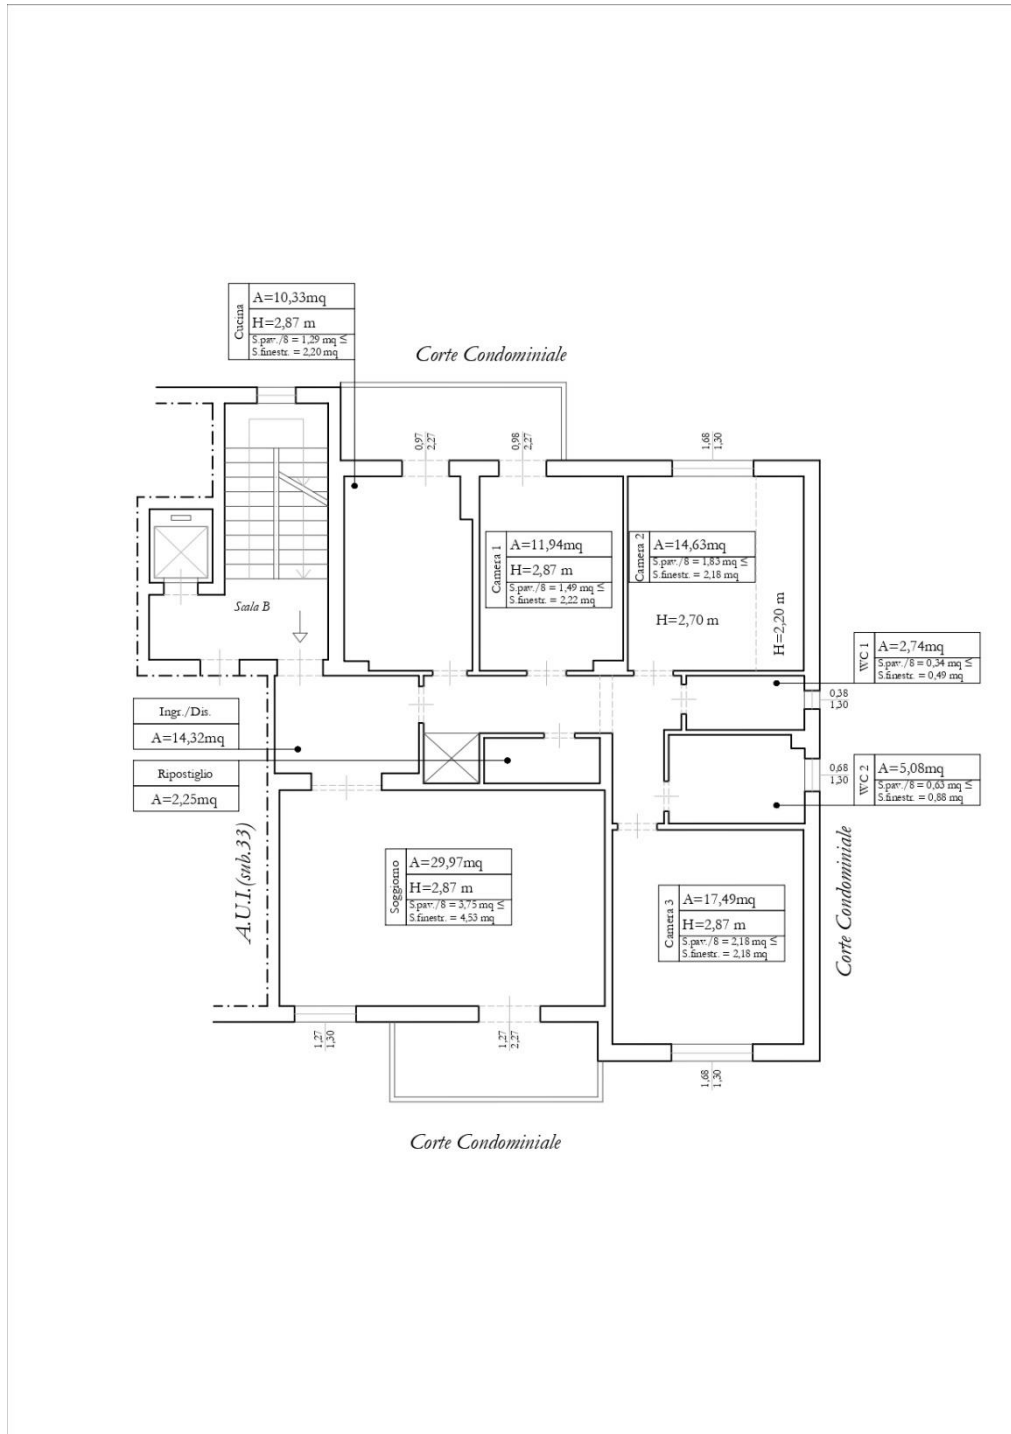 Cucina
A=10,33mq
H=2,87 m
S.pav./8 = 1,29 mq ≤
S.finestr. = 2,20 mq
Corte Condominiale
0,97
2,27
0,98
2,27
1,68
1,30
Camera 1
A=11,94mq
H=2,87 m
S.pav./8 = 1,49 mq ≤
S.finestr. = 2,22 mq
Camera 2
A=14,63mq
S.pav./8 = 1,83 mq ≤
S.finestr. = 2,18 mq
H=2,70 m
H=2,20 m
Scala B
WC 1
A=2,74mq
S.pav./8 = 0,34 mq ≤
S.finestr. = 0,49 mq
0,38
1,30
Ingr./Dis.
A=14,32mq
Ripostiglio
A=2,25mq
0,68
1,30
WC 2
A=5,08mq
S.pav./8 = 0,63 mq ≤
S.finestr. = 0,88 mq
A.U.I.(sub.33)
Soggiorno
A=29,97mq
H=2,87 m
S.pav./8 = 3,75 mq ≤
S.finestr. = 4,53 mq
Camera 3
A=17,49mq
H=2,87 m
S.pav./8 = 2,18 mq ≤
S.finestr. = 2,18 mq
Corte Condominiale
1,27
1,30
1,27
2,27
1,68
1,30
Corte Condominiale